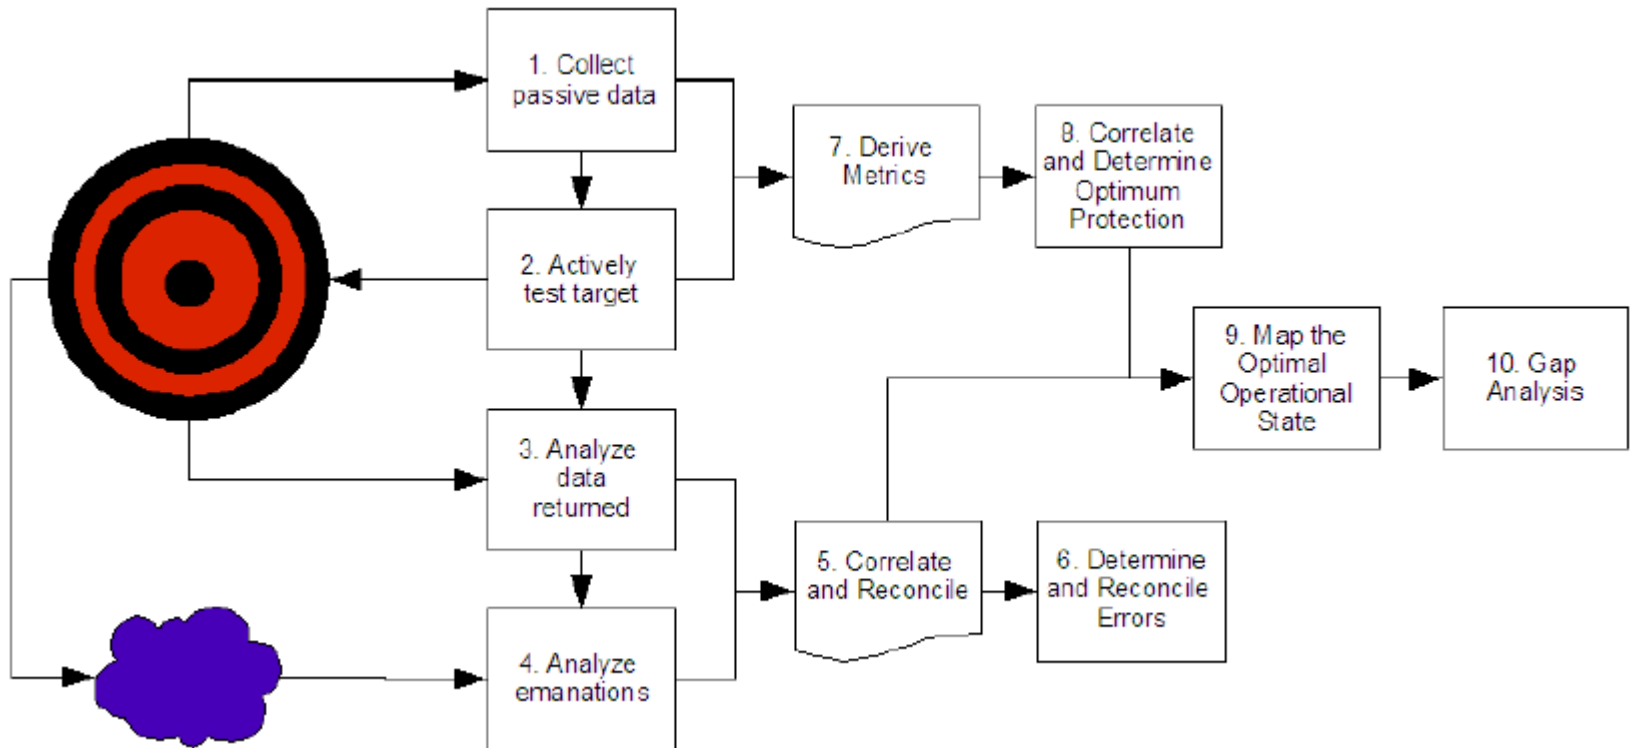 1. Collect
passive data
2. Actively
test target
3. Analyze
data
returned
4. Analyze
emanations
5. Correlate
and Reconcile
6. Determine
and Reconcile
Errors
7. Derive
Metrics
8. Correlate
and Determine
Optimum
Protection
9. Map the
Optimal
Operational
State
10. Gap
Analysis